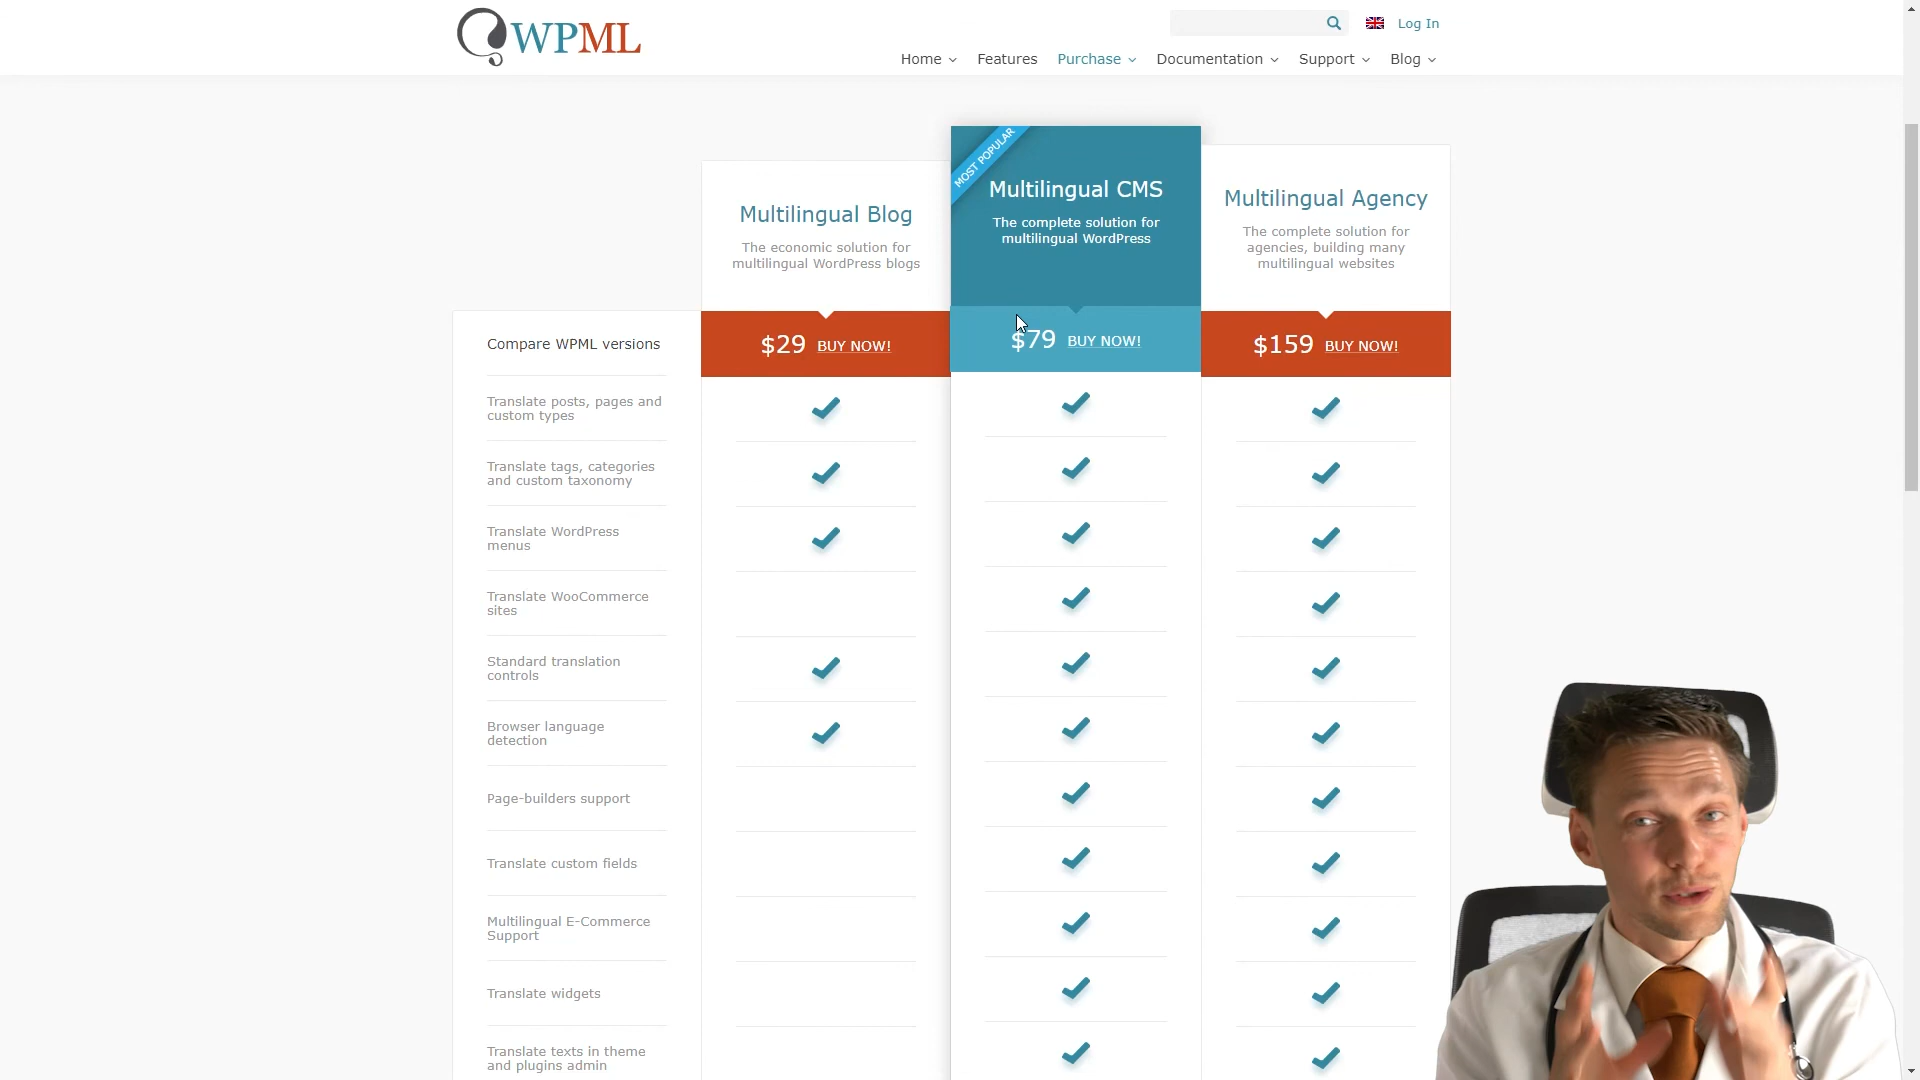 WPML
Log In
Home
Features
Purchase
Documentation
Support
Blog
MOST POPULAR
Multilingual Blog
The economic solution for
multilingual WordPress blogs
Multilingual CMS
The complete solution for
multilingual WordPress
Multilingual Agency
The complete solution for
agencies, building many
multilingual websites
Compare WPML versions
$29 BUY NOW!
$79 BUY NOW!
$159 BUY NOW!
Translate posts, pages and
custom types
Translate tags, categories
and custom taxonomy
Translate WordPress
menus
Translate WooCommerce
sites
Standard translation
controls
Browser language
detection
Page-builders support
Translate custom fields
Multilingual E-Commerce
Support
Translate widgets
Translate texts in theme
and plugins admin